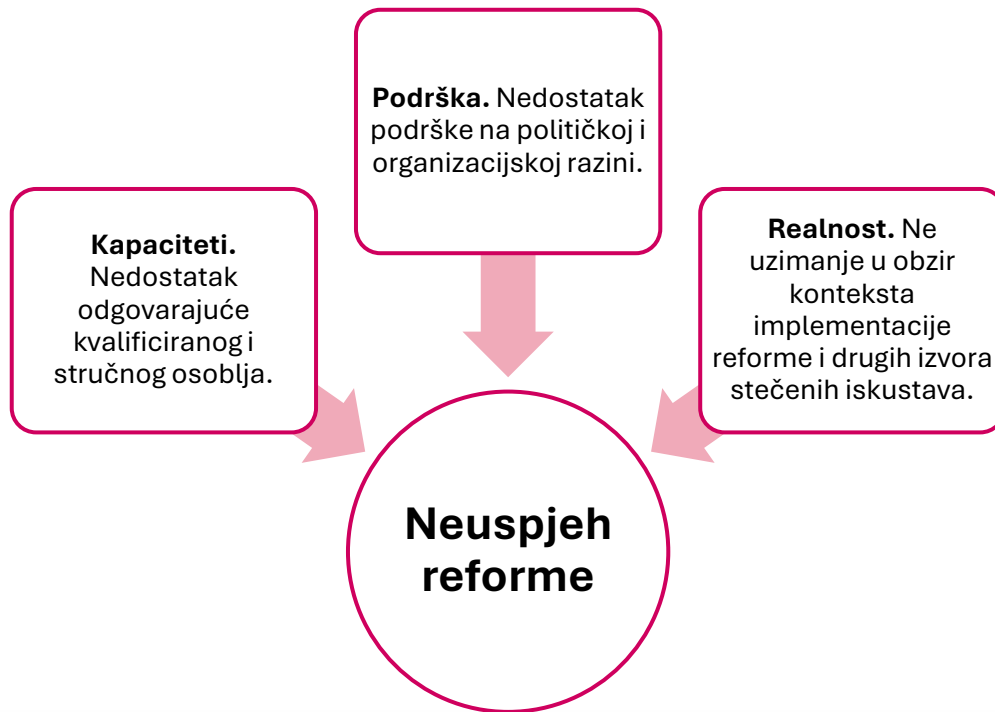 Podrška. Nedostatak
podrške na političkoj i
organizacijskoj razini.
Kapaciteti.
Nedostatak
odgovarajuće
kvalificiranog i
stručnog osoblja.
Realnost. Ne
uzimanje u obzir
konteksta
implementacije
reforme i drugih izvora
stečenih iskustava.
Neuspjeh
reforme